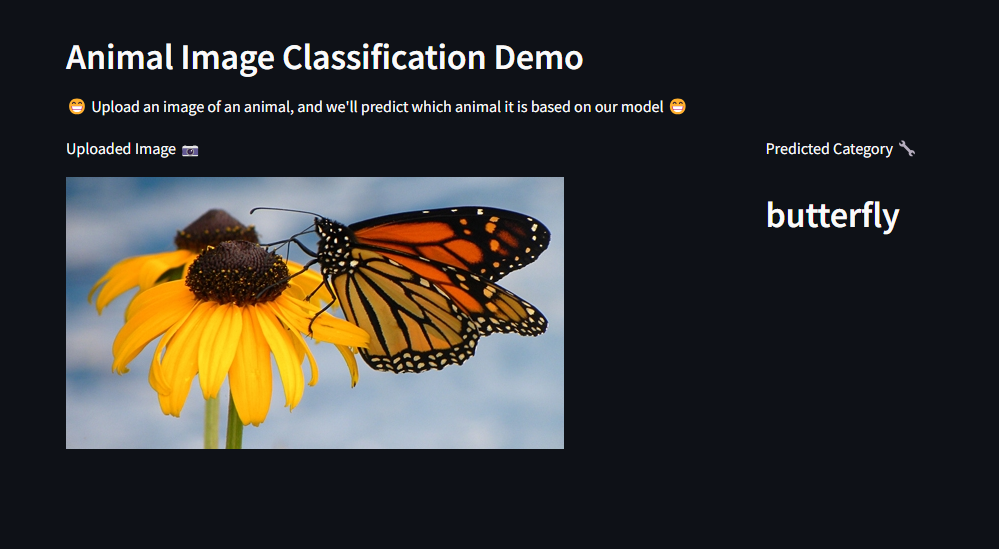 Animal Image Classification Demo
😁 Upload an image of an animal, and we'll predict which animal it is based on our model 😁
Uploaded Image 📷
Predicted Category 🔧
butterfly